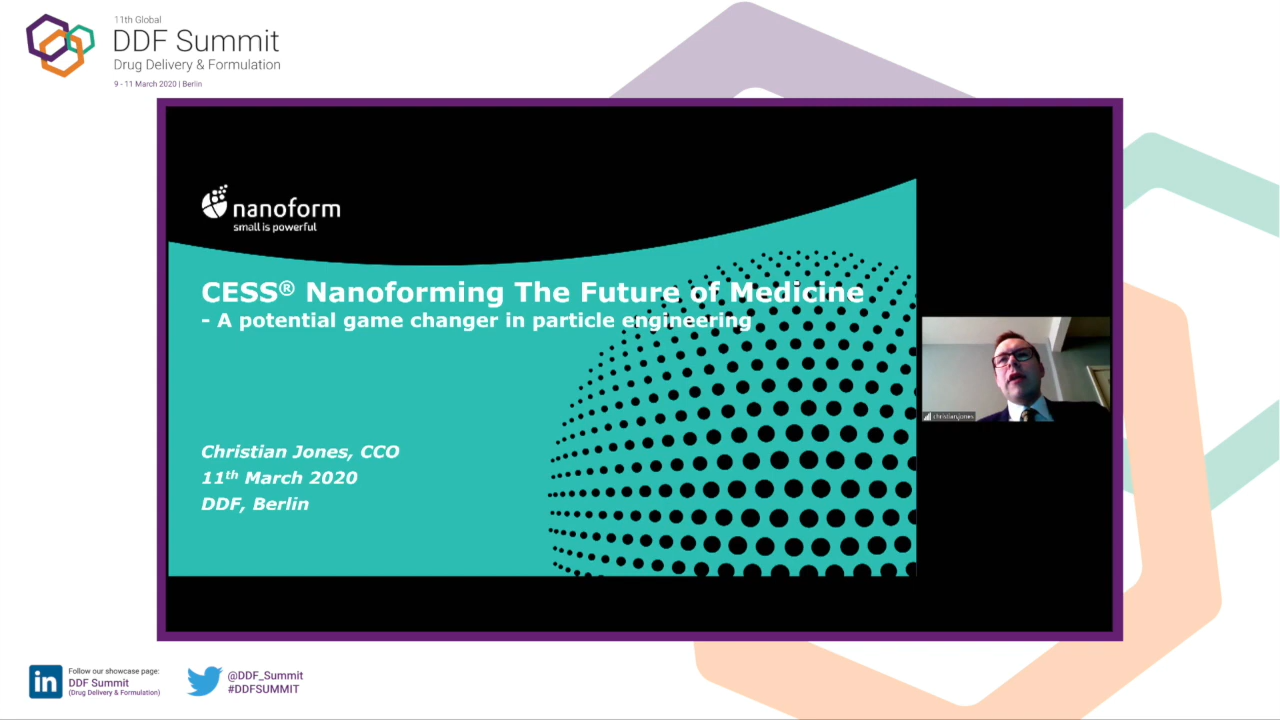 11th Global
DDF Summit
Drug Delivery & Formulation
9 - 11 March 2020 | Berlin
nanoform
small is powerful
CESS® Nanoforming The Future of Medicine
- A potential game changer in particle engineering
Christian Jones, CCO
11th March 2020
DDF, Berlin
christianjones
in
Follow our showcase page:
DDF Summit
(Drug Delivery & Formulation)
@DDF_Summit
#DDFSUMMIT